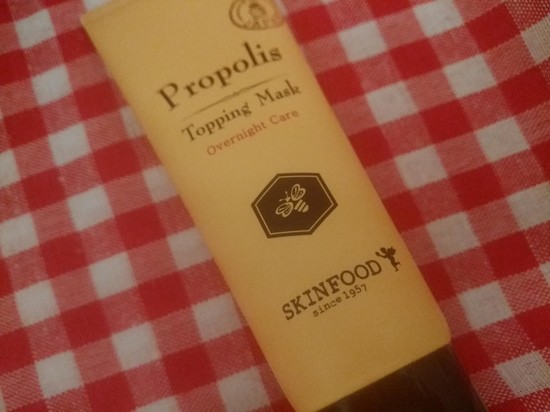 Propolis
Topping Mask
Overnight Care
SKINFOOD
since 1957